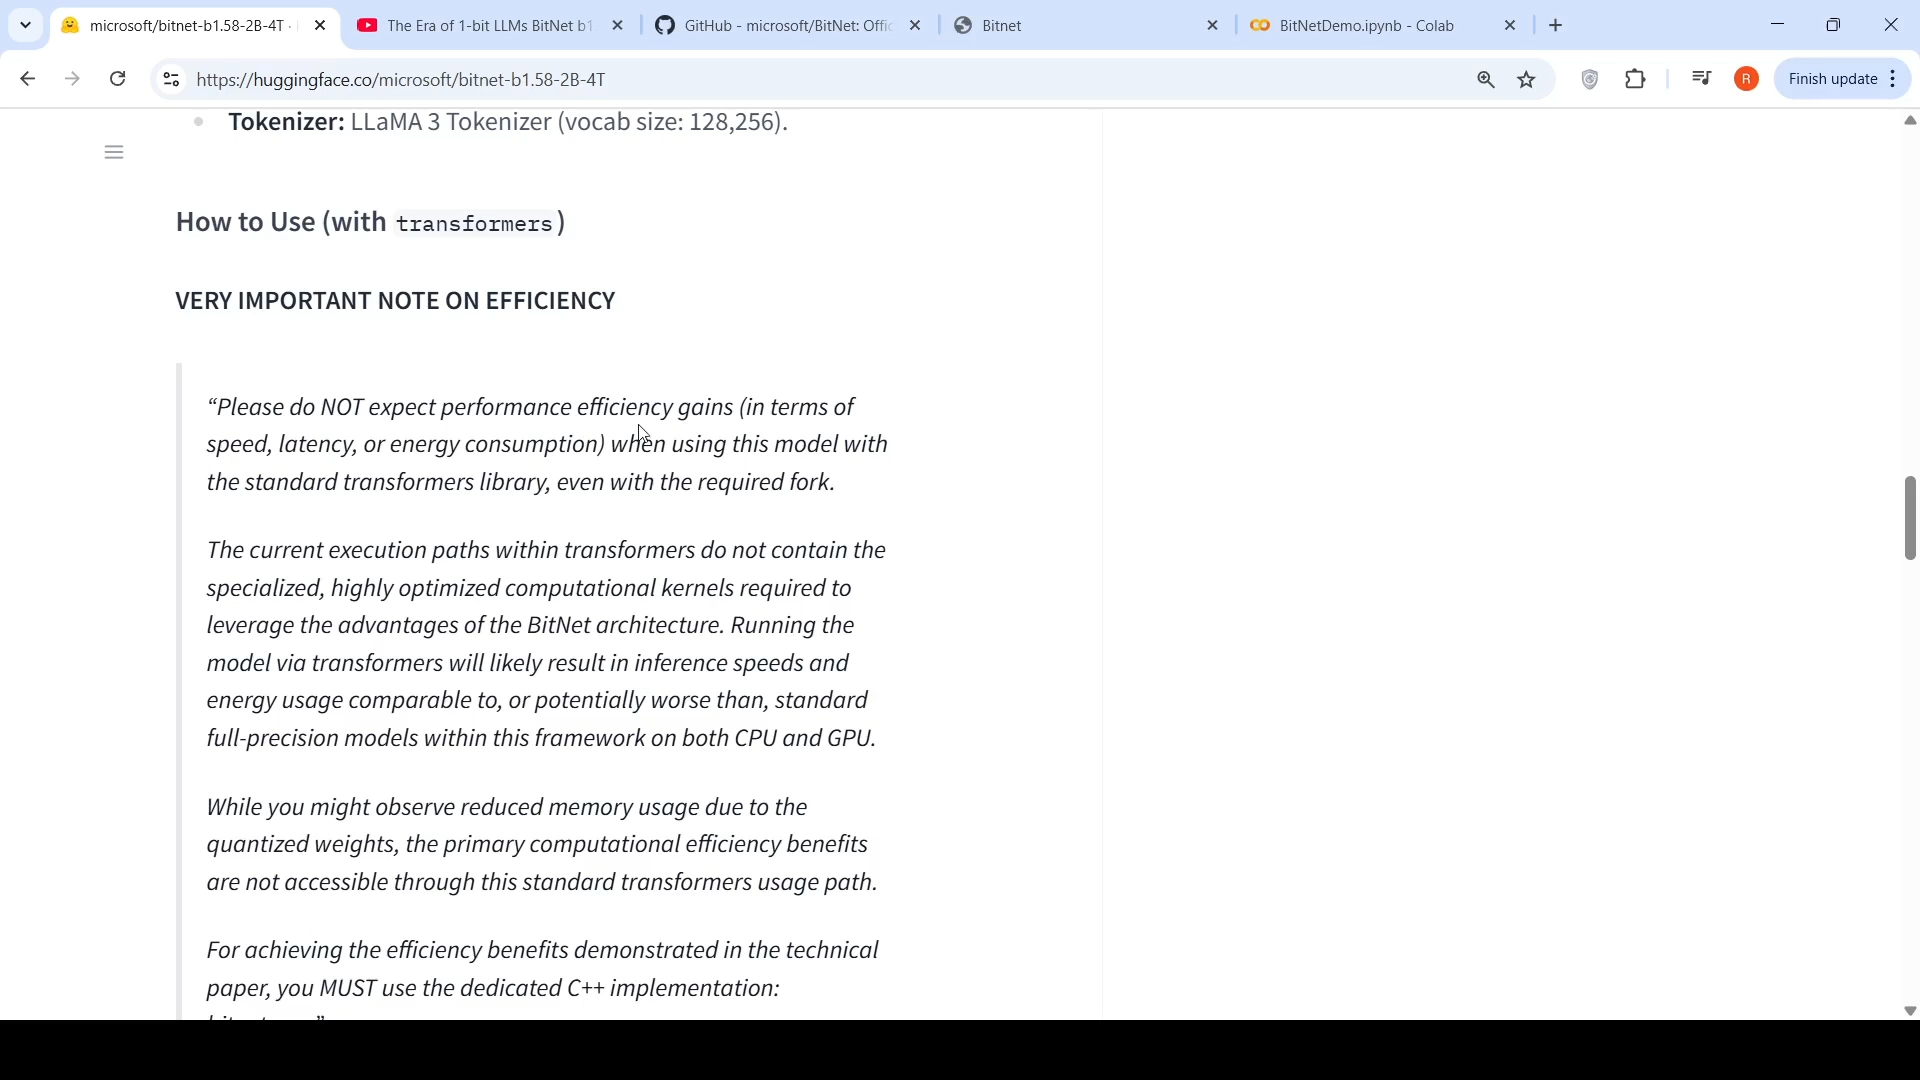 microsoft/bitnet-b1.58-2B-4T ·
The Era of 1-bit LLMs BitNet b1
GitHub - microsoft/BitNet: Offic
Bitnet
BitNetDemo.ipynb - Colab
https://huggingface.co/microsoft/bitnet-b1.58-2B-4T
R
Finish update
Tokenizer: LLaMA 3 Tokenizer (vocab size: 128,256).
How to Use (with transformers)
VERY IMPORTANT NOTE ON EFFICIENCY
“Please do NOT expect performance efficiency gains (in terms of
speed, latency, or energy consumption) when using this model with
the standard transformers library, even with the required fork.
The current execution paths within transformers do not contain the
specialized, highly optimized computational kernels required to
leverage the advantages of the BitNet architecture. Running the
model via transformers will likely result in inference speeds and
energy usage comparable to, or potentially worse than, standard
full-precision models within this framework on both CPU and GPU.
While you might observe reduced memory usage due to the
quantized weights, the primary computational efficiency benefits
are not accessible through this standard transformers usage path.
For achieving the efficiency benefits demonstrated in the technical
paper, you MUST use the dedicated C++ implementation: